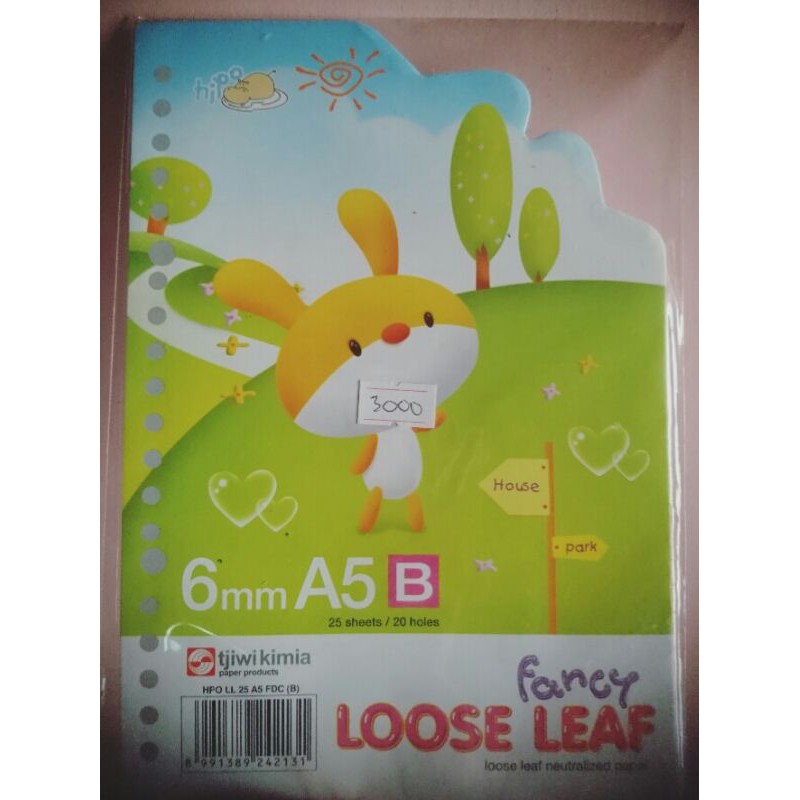 hipo
3000
House
park
6mm A5 B
25 sheets / 20 holes
tjiwi kimia
paper products
HPO LL 25 A5 FDC (B)
8 991389 242131
fancy
LOOSE LEAF
loose leaf neutralized paper